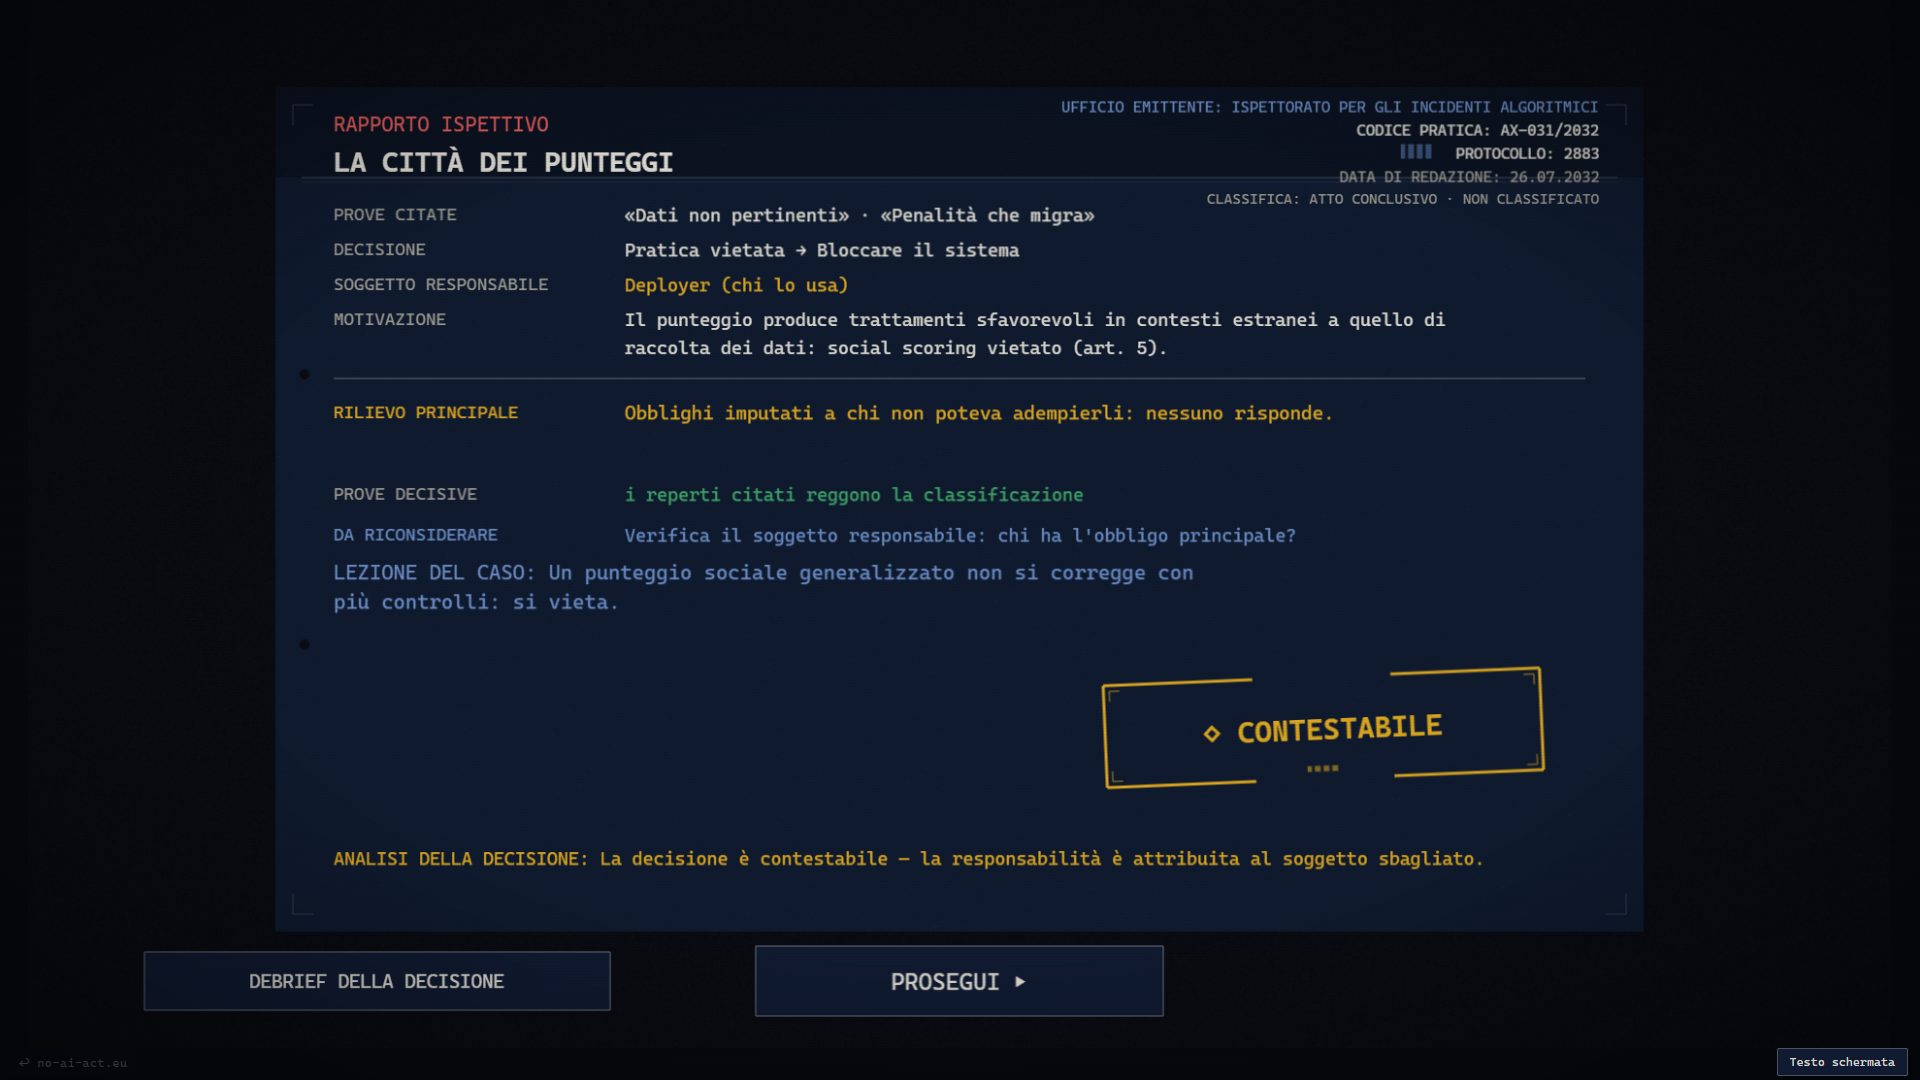 RAPPORTO ISPETTIVO
LA CITTÀ DEI PUNTEGGI
UFFICIO EMITTENTE: ISPETTORATO PER GLI INCIDENTI ALGORITMICI
CODICE PRATICA: AX-031/2032
PROTOCOLLO: 2883
DATA DI REDAZIONE: 26.07.2032
CLASSIFICA: ATTO CONCLUSIVO · NON CLASSIFICATO
PROVE CITATE «Dati non pertinenti» · «Penalità che migra»
DECISIONE Pratica vietata → Bloccare il sistema
SOGGETTO RESPONSABILE Deployer (chi lo usa)
MOTIVAZIONE Il punteggio produce trattamenti sfavorevoli in contesti estranei a quello di
raccolta dei dati: social scoring vietato (art. 5).
RILIEVO PRINCIPALE Obblighi imputati a chi non poteva adempierli: nessuno risponde.
PROVE DECISIVE i reperti citati reggono la classificazione
DA RICONSIDERARE Verifica il soggetto responsabile: chi ha l'obbligo principale?
LEZIONE DEL CASO: Un punteggio sociale generalizzato non si corregge con
più controlli: si vieta.
◇ CONTESTABILE
ANALISI DELLA DECISIONE: La decisione è contestabile — la responsabilità è attribuita al soggetto sbagliato.
DEBRIEF DELLA DECISIONE
PROSEGUI ▶
↩ no-ai-act.eu
Testo schermata